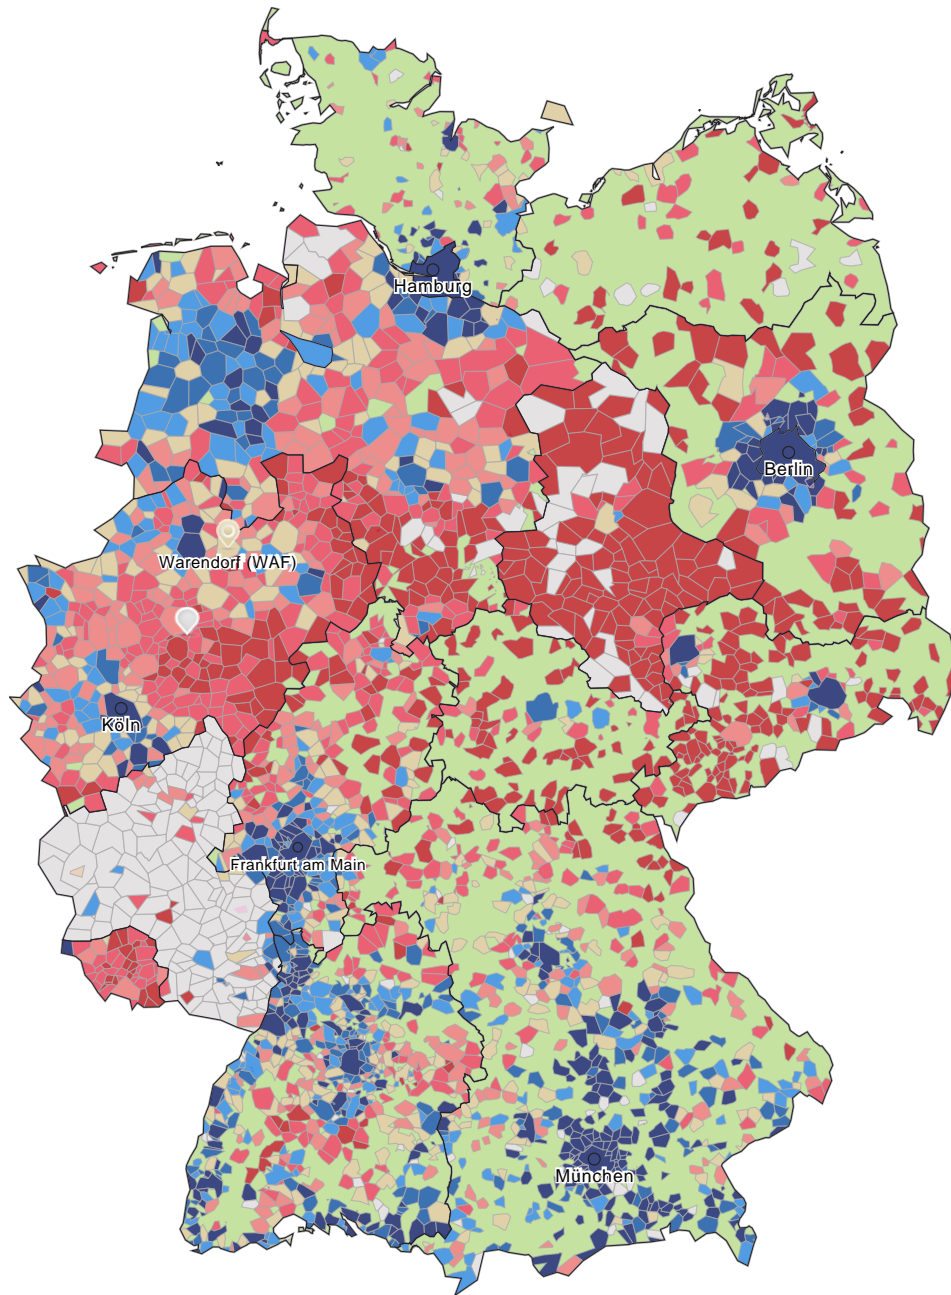 Hamburg
Berlin
Warendorf (WAF)
Köln
Frankfurt am Main
München